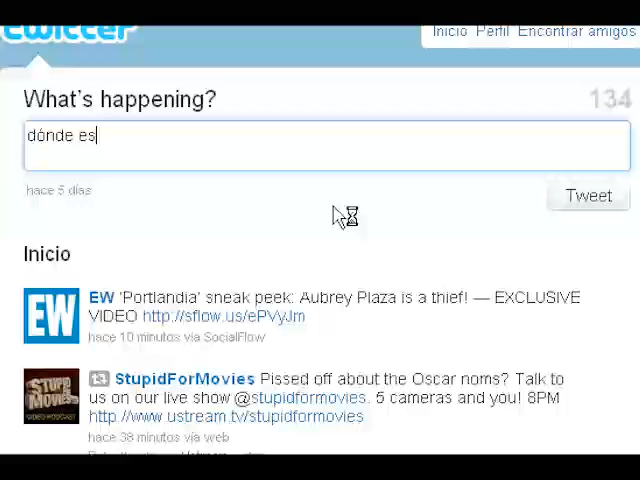 twitter
Inicio Perfil Encontrar amigos
What's happening?
134
dónde es
hace 5 días
Tweet
Inicio
EW
EW 'Portlandia' sneak peek: Aubrey Plaza is a thief! — EXCLUSIVE
VIDEO http://sflow.us/ePVyJm
hace 10 minutos via SocialFlow
STUPID
FOR
MOVIES
VIDEO PODCAST
StupidForMovies Pissed off about the Oscar noms? Talk to
us on our live show @stupidformovies. 5 cameras and you! 8PM
http://www.ustream.tv/stupidformovies
hace 38 minutos via web